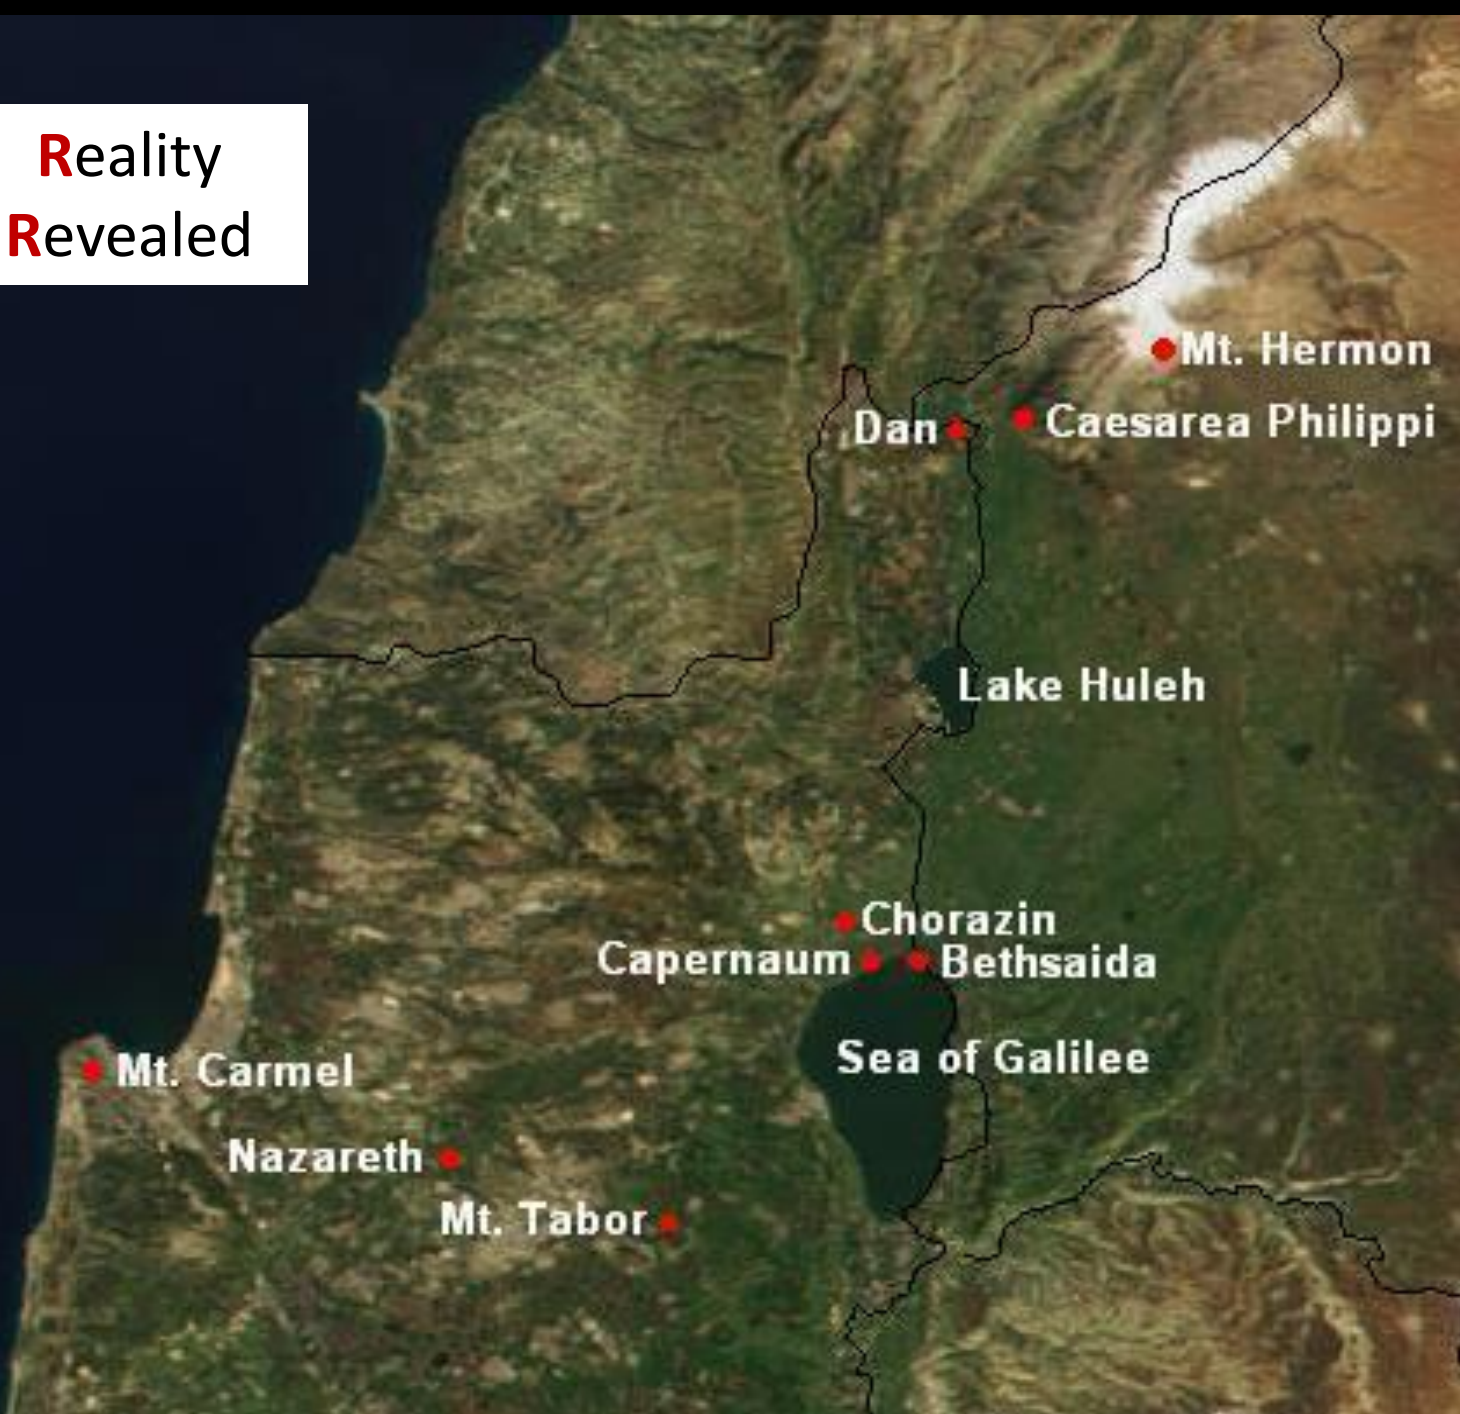 Reality
Revealed
Mt. Hermon
Dan
Caesarea Philippi
Lake Huleh
Chorazin
Capernaum
Bethsaida
Sea of Galilee
Mt. Carmel
Nazareth
Mt. Tabor